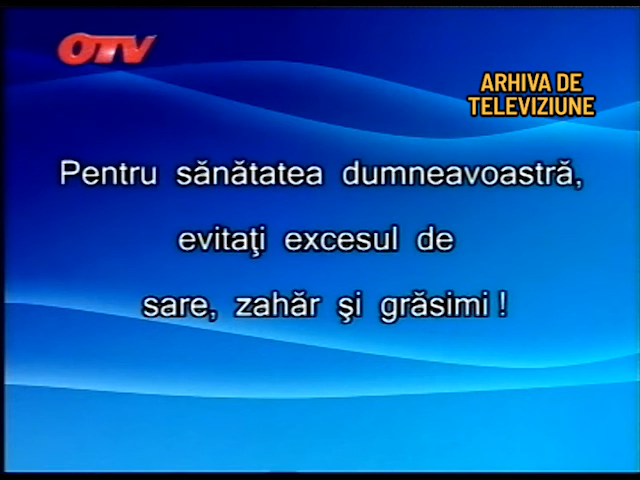 OTV
ARHIVA DE
TELEVIZIUNE
Pentru sănătatea dumneavoastră,
evitaţi excesul de
sare, zahăr şi grăsimi !